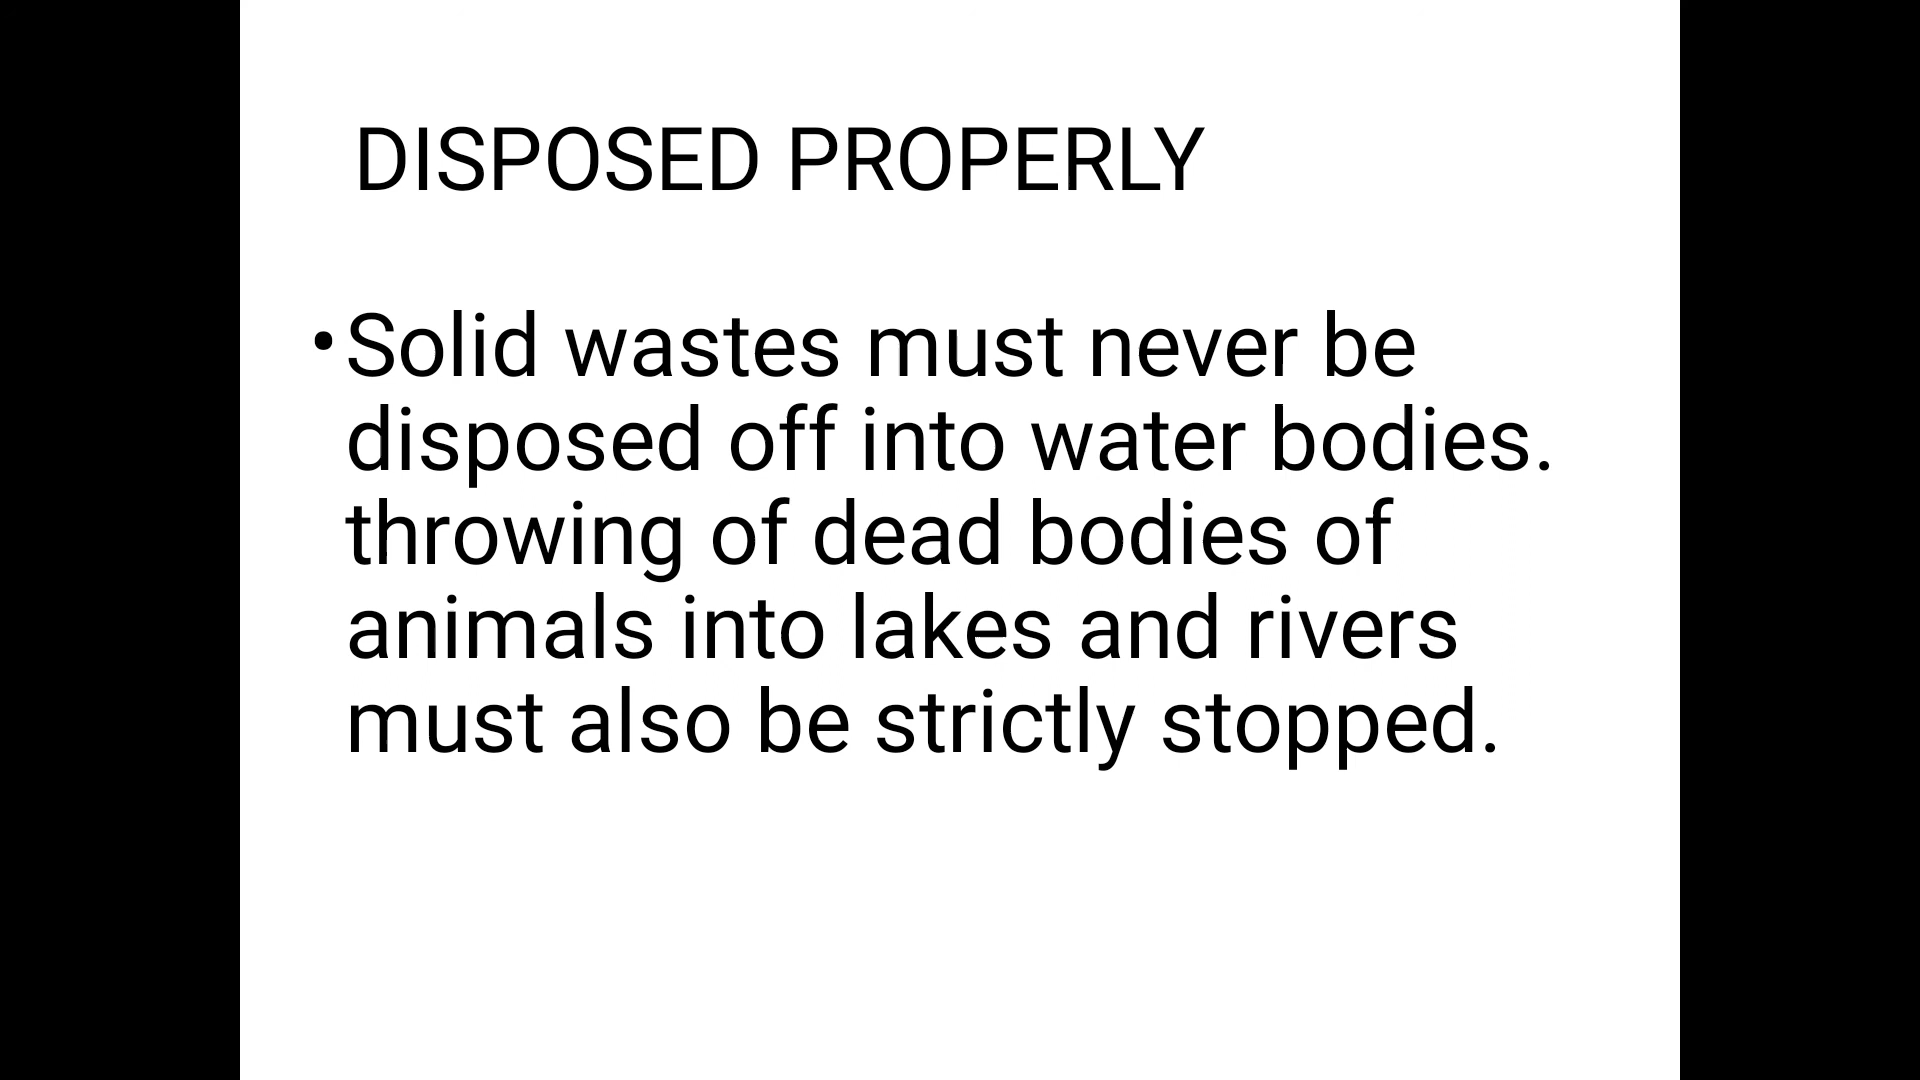 DISPOSED PROPERLY
•Solid wastes must never be
disposed off into water bodies.
throwing of dead bodies of
animals into lakes and rivers
must also be strictly stopped.